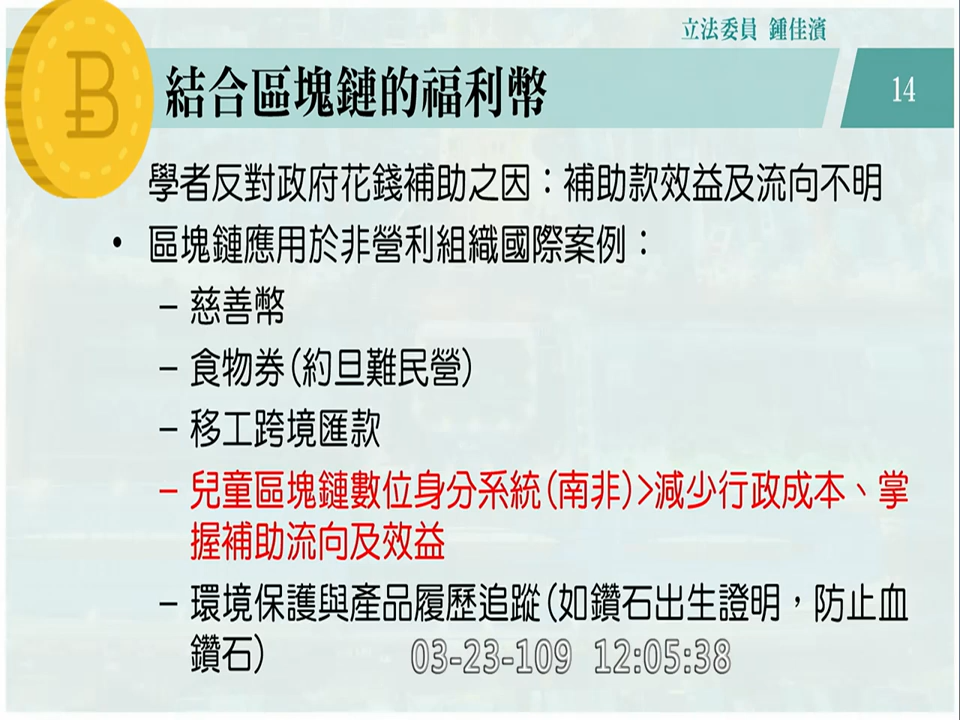 立法委員 鍾佳濱
結合區塊鏈的福利幣
14
學者反對政府花錢補助之因：補助款效益及流向不明
• 區塊鏈應用於非營利組織國際案例：
– 慈善幣
– 食物券(約旦難民營)
– 移工跨境匯款
– 兒童區塊鏈數位身分系統(南非)>減少行政成本、掌
握補助流向及效益
– 環境保護與產品履歷追蹤(如鑽石出生證明，防止血
鑽石)
03-23-109 12:05:38